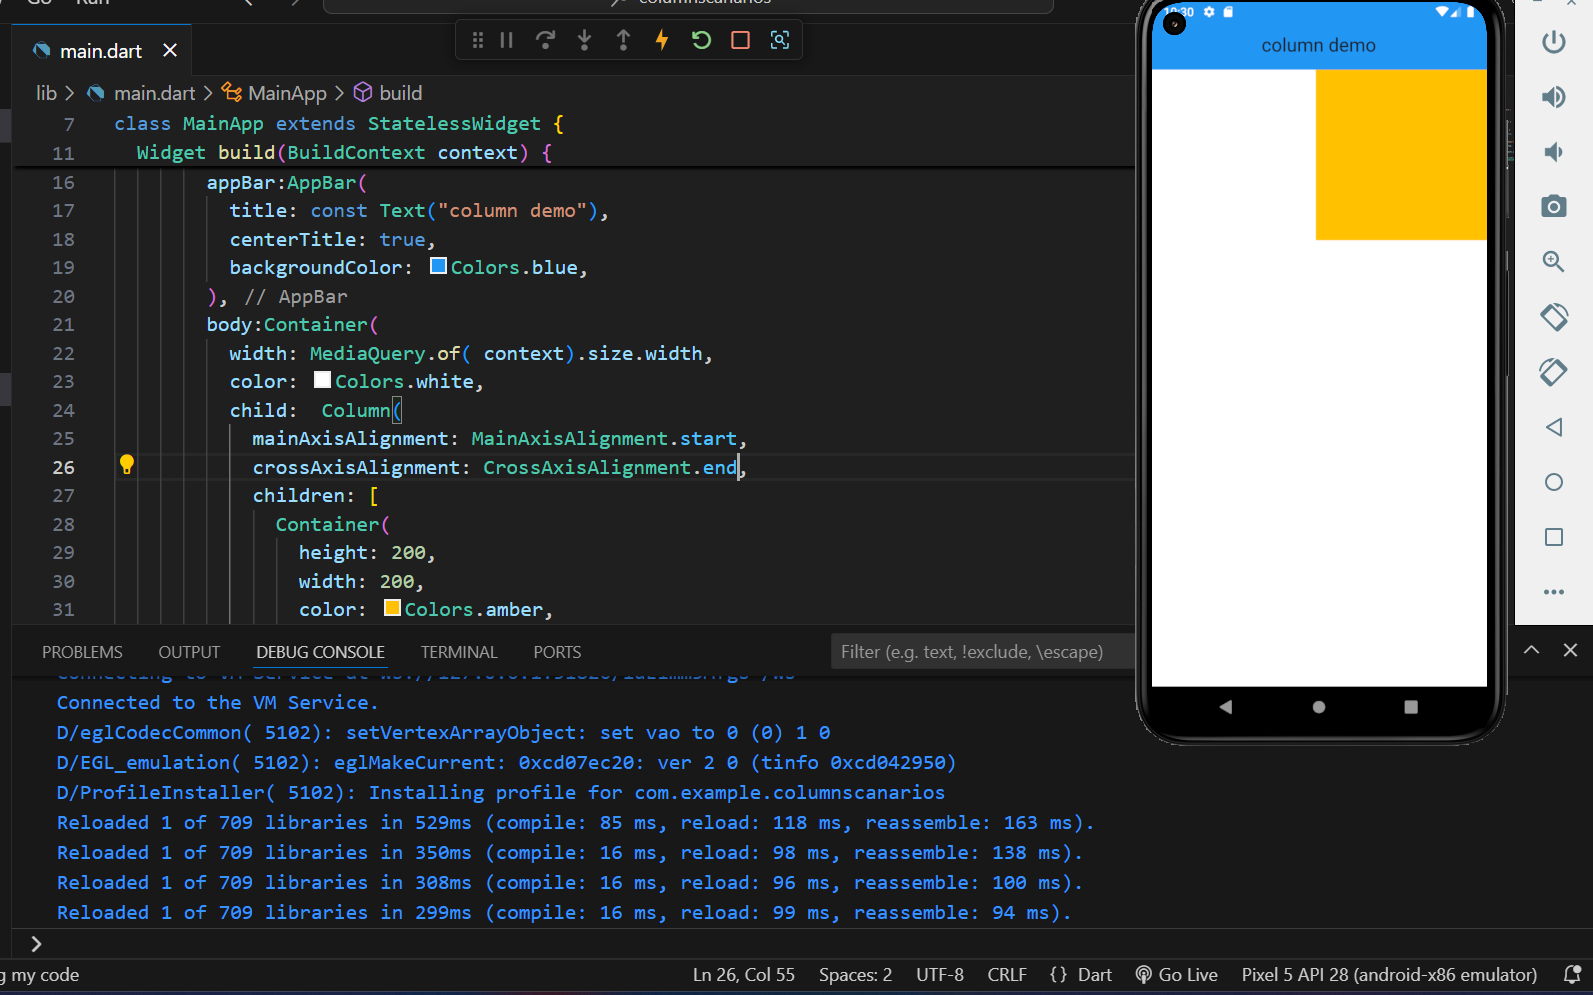 Go Run
columnscanarios
main.dart
lib > main.dart > MainApp > build
7 class MainApp extends StatelessWidget {
11 Widget build(BuildContext context) {
16 appBar:AppBar(
17 title: const Text("column demo"),
18 centerTitle: true,
19 backgroundColor: Colors.blue,
20 ), // AppBar
21 body:Container(
22 width: MediaQuery.of( context).size.width,
23 color: Colors.white,
24 child:  Column(
25 mainAxisAlignment: MainAxisAlignment.start,
26 crossAxisAlignment: CrossAxisAlignment.end,
27 children: [
28 Container(
29 height: 200,
30 width: 200,
31 color: Colors.amber,
10:30
column demo
PROBLEMS OUTPUT DEBUG CONSOLE TERMINAL PORTS Filter (e.g. text, !exclude, \escape)
Connecting to VM Service at
Connected to the VM Service.
D/eglCodecCommon( 5102): setVertexArrayObject: set vao to 0 (0) 1 0
D/EGL_emulation( 5102): eglMakeCurrent: 0xcd07ec20: ver 2 0 (tinfo 0xcd042950)
D/ProfileInstaller( 5102): Installing profile for com.example.columnscanarios
Reloaded 1 of 709 libraries in 529ms (compile: 85 ms, reload: 118 ms, reassemble: 163 ms).
Reloaded 1 of 709 libraries in 350ms (compile: 16 ms, reload: 98 ms, reassemble: 138 ms).
Reloaded 1 of 709 libraries in 308ms (compile: 16 ms, reload: 96 ms, reassemble: 100 ms).
Reloaded 1 of 709 libraries in 299ms (compile: 16 ms, reload: 99 ms, reassemble: 94 ms).
g my code Ln 26, Col 55 Spaces: 2 UTF-8 CRLF {} Dart Go Live Pixel 5 API 28 (android-x86 emulator)